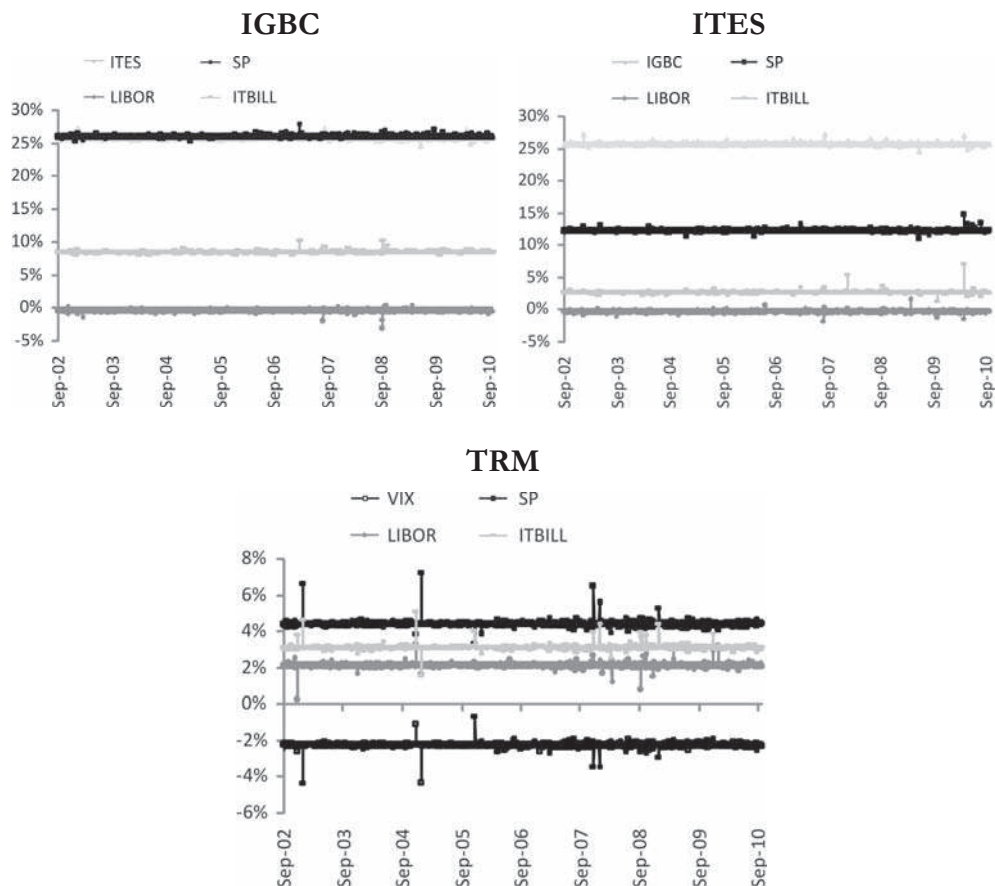 IGBC
ITES SP
LIBOR ITBILL
30%
25%
20%
15%
10%
5%
0%
-5%
Sep-02
Sep-03
Sep-04
Sep-05
Sep-06
Sep-07
Sep-08
Sep-09
Sep-10
ITES
IGBC SP
LIBOR ITBILL
30%
25%
20%
15%
10%
5%
0%
-5%
Sep-02
Sep-03
Sep-04
Sep-05
Sep-06
Sep-07
Sep-08
Sep-09
Sep-10
TRM
VIX SP
LIBOR ITBILL
8%
6%
4%
2%
0%
-2%
-4%
-6%
Sep-02
Sep-03
Sep-04
Sep-05
Sep-06
Sep-07
Sep-08
Sep-09
Sep-10